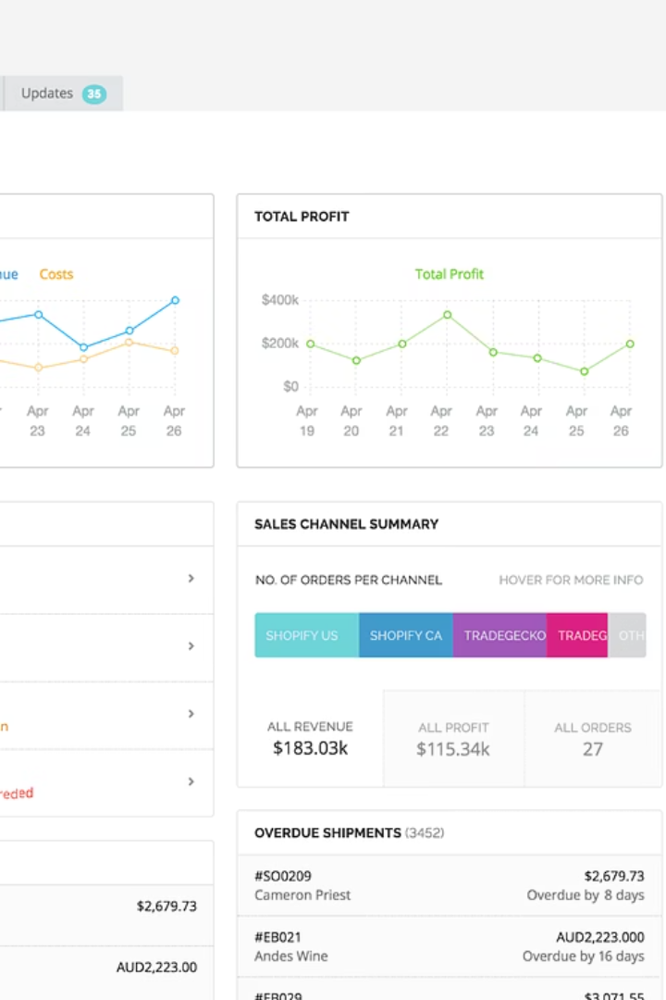 Updates 35
TOTAL PROFIT
Costs
Total Profit
$400k
$200k
$0
Apr Apr Apr Apr
23 24 25 26
Apr Apr Apr Apr Apr Apr Apr Apr
19 20 21 22 23 24 25 26
SALES CHANNEL SUMMARY
NO. OF ORDERS PER CHANNEL HOVER FOR MORE INFO
SHOPIFY US SHOPIFY CA TRADEGECKO TRADEG OTH
ALL REVENUE ALL PROFIT ALL ORDERS
$183.03k $115.34k 27
OVERDUE SHIPMENTS (3452)
#SO0209 $2,679.73
Cameron Priest Overdue by 8 days
#EB021 AUD2,223.000
Andes Wine Overdue by 16 days
#EB029 $3,071.55
$2,679.73
AUD2,223.00